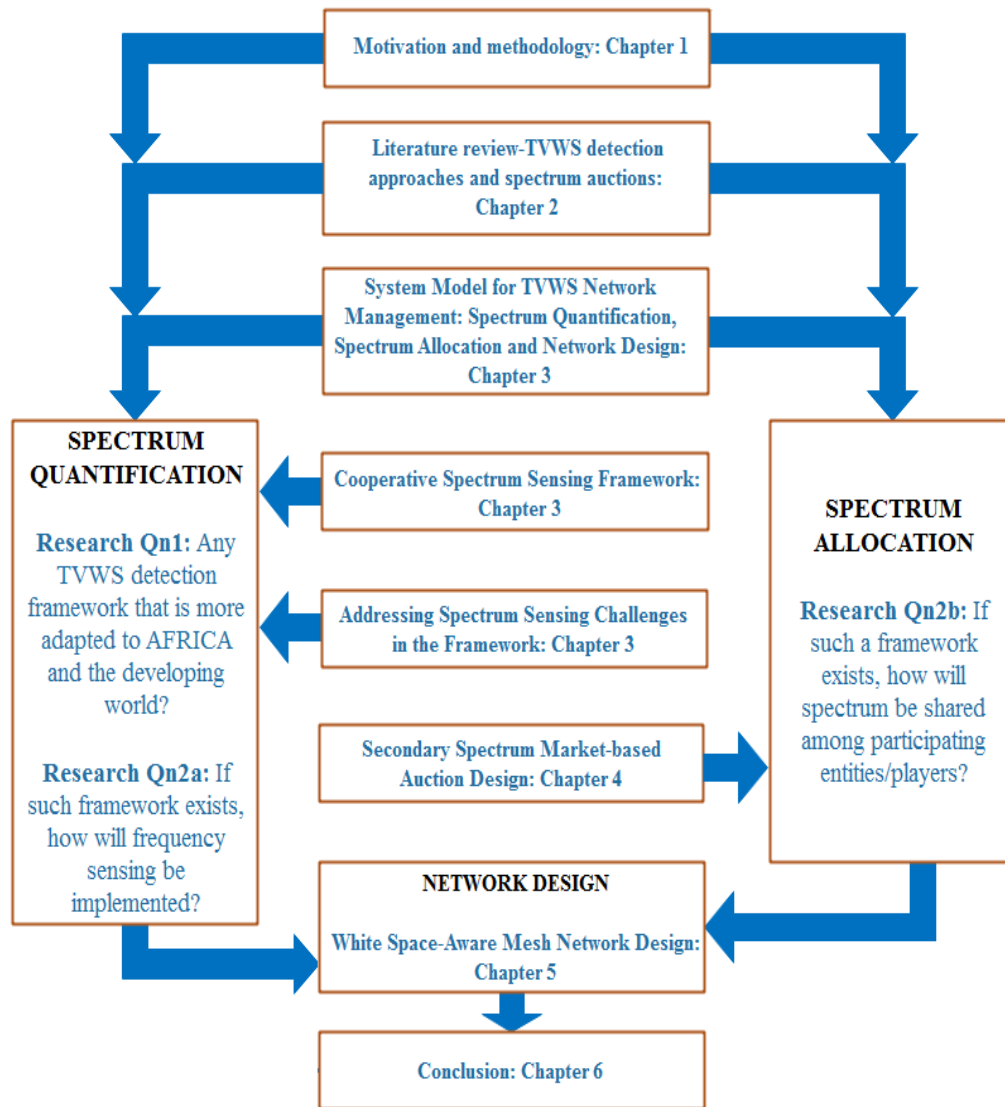 Motivation and methodology: Chapter 1
Literature review-TVWS detection
approaches and spectrum auctions:
Chapter 2
System Model for TVWS Network
Management: Spectrum Quantification,
Spectrum Allocation and Network Design:
Chapter 3
SPECTRUM
QUANTIFICATION
Research Qn1: Any
TVWS detection
framework that is more
adapted to AFRICA
and the developing
world?
Research Qn2a: If
such framework exists,
how will frequency
sensing be
implemented?
Cooperative Spectrum Sensing Framework:
Chapter 3
Addressing Spectrum Sensing Challenges
in the Framework: Chapter 3
Secondary Spectrum Market-based
Auction Design: Chapter 4
SPECTRUM
ALLOCATION
Research Qn2b: If
such a framework
exists, how will
spectrum be shared
among participating
entities/players?
NETWORK DESIGN
White Space-Aware Mesh Network Design:
Chapter 5
Conclusion: Chapter 6